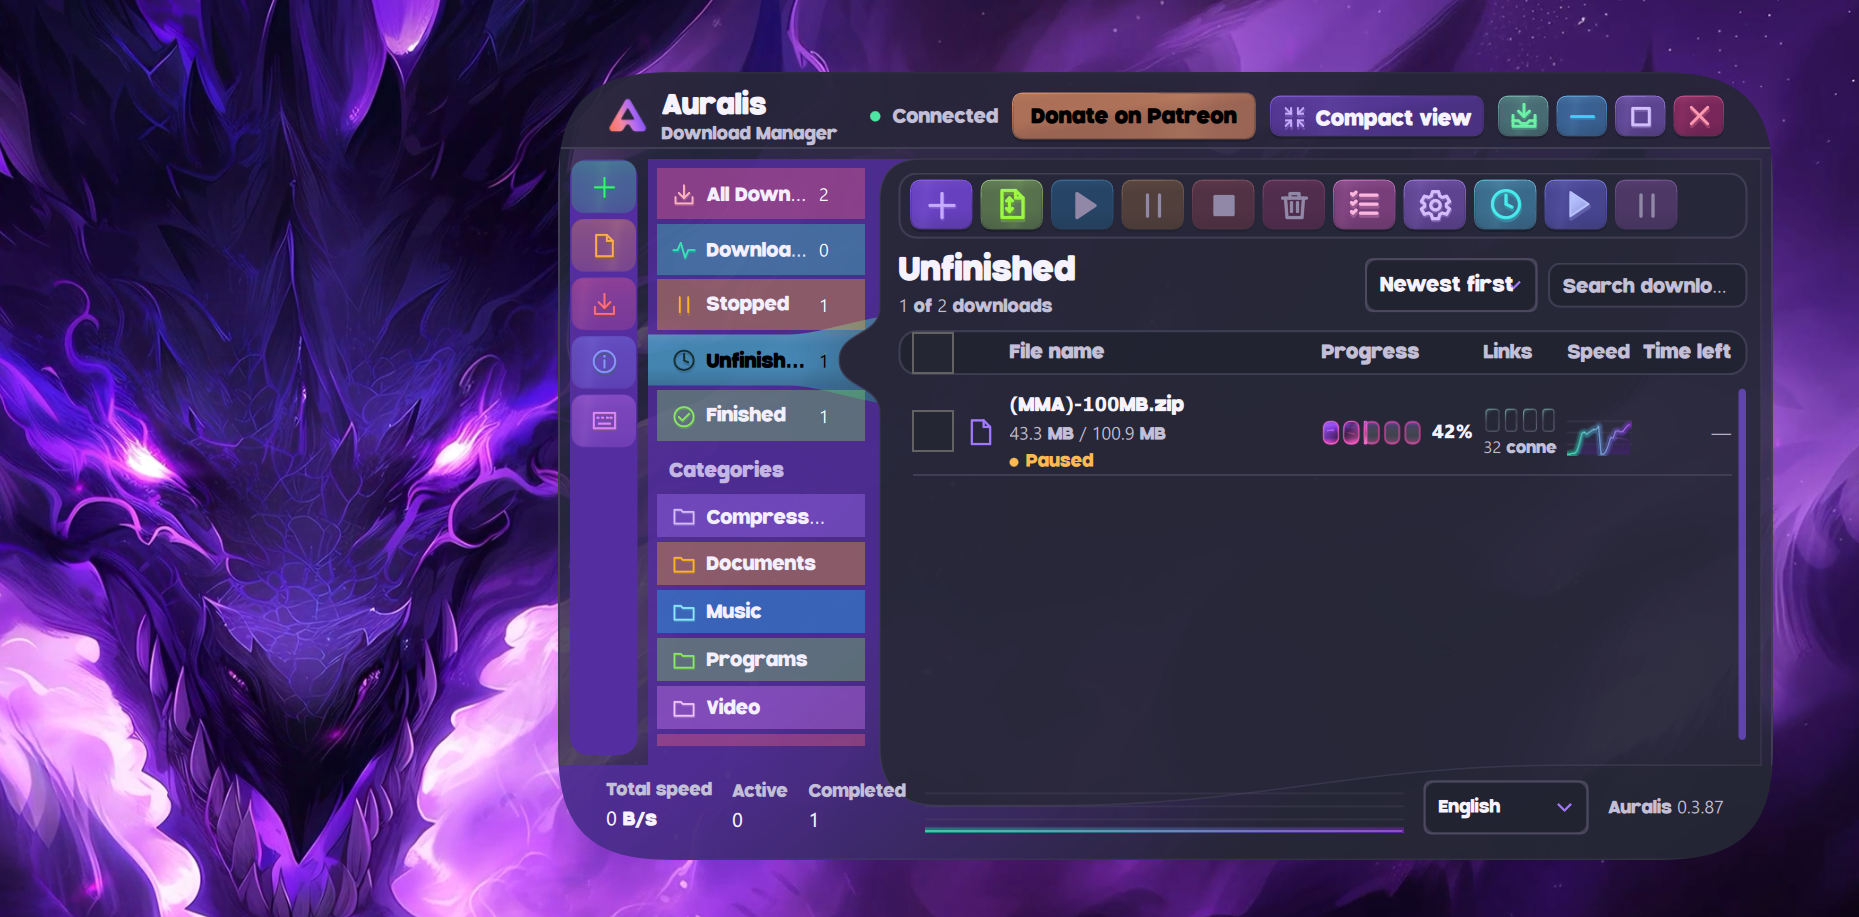 Auralis
Download Manager
Connected
Donate on Patreon
Compact view
All Down... 2
Downloa... 0
Stopped 1
Unfinish... 1
Finished 1
Categories
Compress...
Documents
Music
Programs
Video
Unfinished
1 of 2 downloads
Newest first
Search downlo...
File name Progress Links Speed Time left
(MMA)-100MB.zip
43.3 MB / 100.9 MB
Paused
42%
32 conne
—
Total speed Active Completed
0 B/s 0 1
English
Auralis 0.3.87